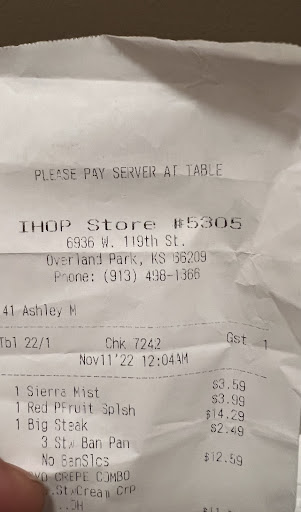 PLEASE PAY SERVER AT TABLE
IHOP Store #5305
6936 W. 119th St.
Overland Park, KS 66209
Phone: (913) 498-1366
41 Ashley M
Tbl 22/1 Chk 7242 Gst 1
Nov11'22 12:04AM
1 Sierra Mist $3.59
1 Red PFruit Splsh $3.99
1 Big Steak $14.29
3 Stw Ban Pan $2.49
No BanSlcs
CREPE COMBO $12.59
StwCrean Crp